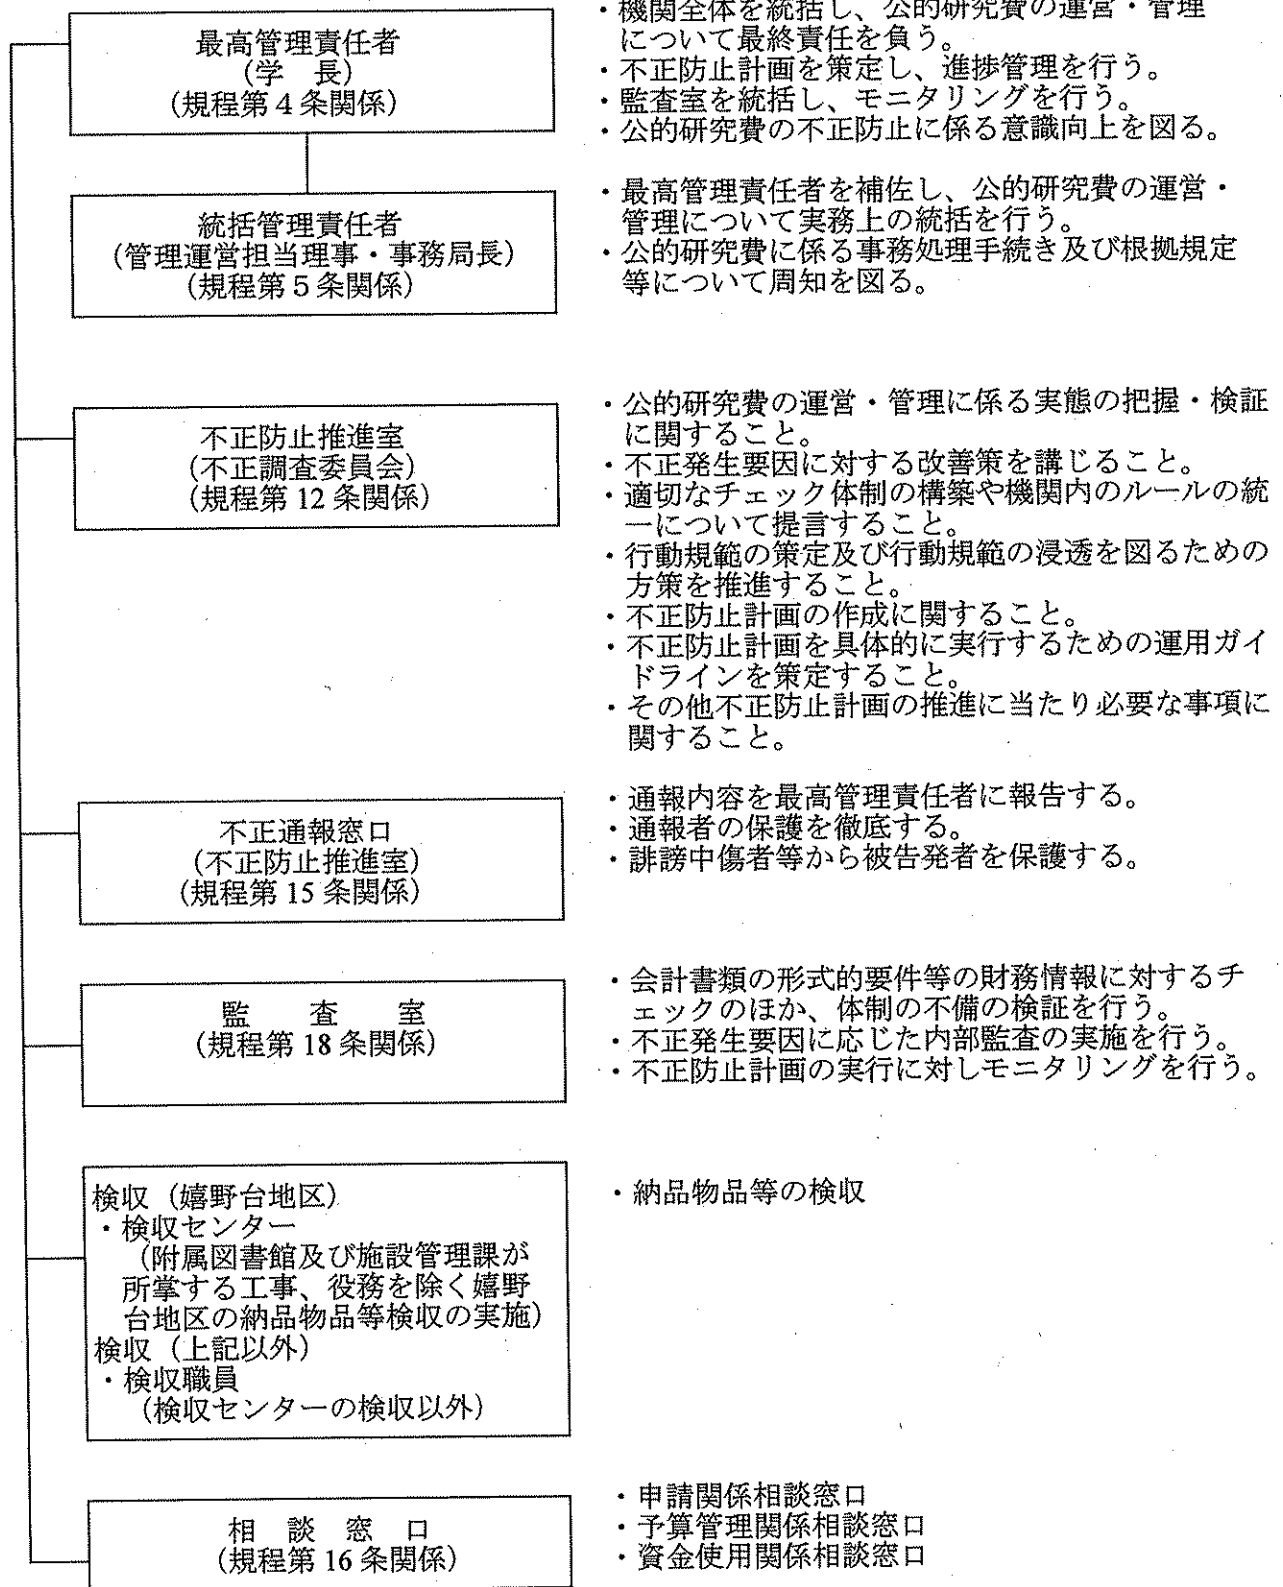 最高管理責任者
(学　長)
(規程第４条関係)
・機関全体を統括し、公的研究費の運営・管理
について最終責任を負う。
・不正防止計画を策定し、進捗管理を行う。
・監査室を統括し、モニタリングを行う。
・公的研究費の不正防止に係る意識向上を図る。
統括管理責任者
(管理運営担当理事・事務局長)
(規程第５条関係)
・最高管理責任者を補佐し、公的研究費の運営・
管理について実務上の統括を行う。
・公的研究費に係る事務処理手続き及び根拠規定
等について周知を図る。
不正防止推進室
(不正調査委員会)
(規程第 12 条関係)
・公的研究費の運営・管理に係る実態の把握・検証
に関すること。
・不正発生要因に対する改善策を講じること。
・適切なチェック体制の構築や機関内のルールの統
一について提言すること。
・行動規範の策定及び行動規範の浸透を図るための
方策を推進すること。
・不正防止計画の作成に関すること。
・不正防止計画を具体的に実行するための運用ガイ
ドラインを策定すること。
・その他不正防止計画の推進に当たり必要な事項に
関すること。
不正通報窓口
(不正防止推進室)
(規程第 15 条関係)
・通報内容を最高管理責任者に報告する。
・通報者の保護を徹底する。
・誹謗中傷者等から被告発者を保護する。
監　査　室
(規程第 18 条関係)
・会計書類の形式的要件等の財務情報に対するチ
ェックのほか、体制の不備の検証を行う。
・不正発生要因に応じた内部監査の実施を行う。
・不正防止計画の実行に対しモニタリングを行う。
検収（嬉野台地区）
・検収センター
（附属図書館及び施設管理課が
所掌する工事、役務を除く嬉野
台地区の納品物品等検収の実施）
検収（上記以外）
・検収職員
（検収センターの検収以外）
・納品物品等の検収
相　談　窓　口
(規程第 16 条関係)
・申請関係相談窓口
・予算管理関係相談窓口
・資金使用関係相談窓口